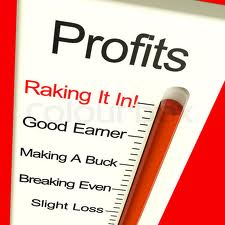 Profits
Raking It In!
Good Earner
Making A Buck
Breaking Even
Slight Loss